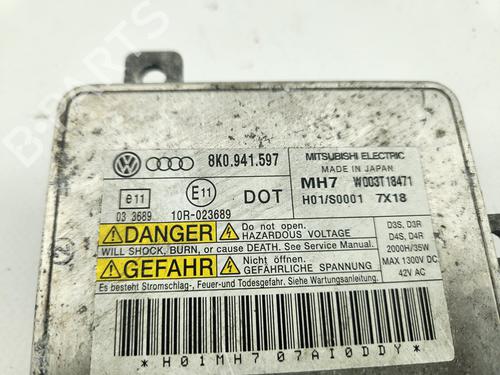 8K0.941.597
MITSUBISHI ELECTRIC
MADE IN JAPAN
MH7 W003T18471
H01/S0001 7X18
e11
E11
DOT
03 3689
10R-023689
DANGER
Do not open.
HAZARDOUS VOLTAGE
WILL SHOCK, BURN, or cause DEATH. See Service Manual.
GEFAHR
Nicht öffnen.
GEFÄHRLICHE SPANNUNG
Es besteht Stromschlag-, Feuer-und Todesgefahr. Siehe Wartungsanleitung.
D3S, D3R
D4S, D4R
2000H/35W
MAX 1300V DC
42V AC
*H01MH707AI0DDY*